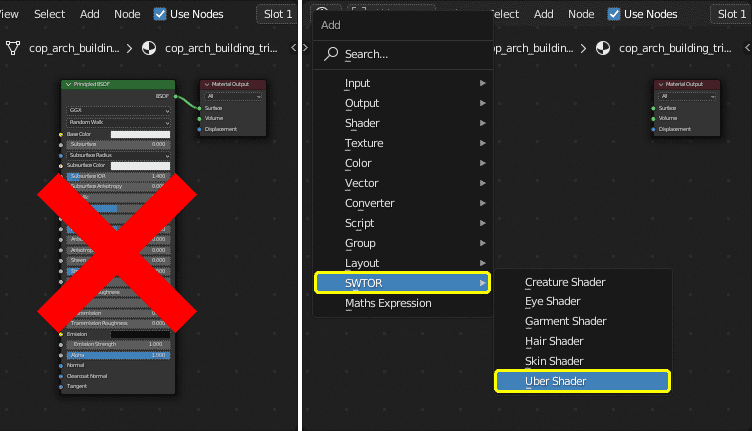 View
Select
Add
Node
Use Nodes
Slot 1
cop_arch_buildin...
cop_arch_building_tri...
Principled BSDF
BSDF
GGX
Random Walk
Base Color
Subsurface
0.000
Subsurface Radius
Subsurface Color
Subsurface IOR
1.400
Subsurface Anisotropy
0.000
0.000
Transmission Roughness
0.000
Emission
Emission Strength
1.000
Alpha
1.000
Normal
Clearcoat Normal
Tangent
Material Output
All
Surface
Volume
Displacement
Select
Add
Node
Use Nodes
Slot 1
cop_arch_buildin...
cop_arch_building_tri...
Add
Search...
Input
Output
Shader
Texture
Color
Vector
Converter
Script
Group
Layout
SWTOR
Maths Expression
Creature Shader
Eye Shader
Garment Shader
Hair Shader
Skin Shader
Uber Shader
Material Output
All
Surface
Volume
Displacement